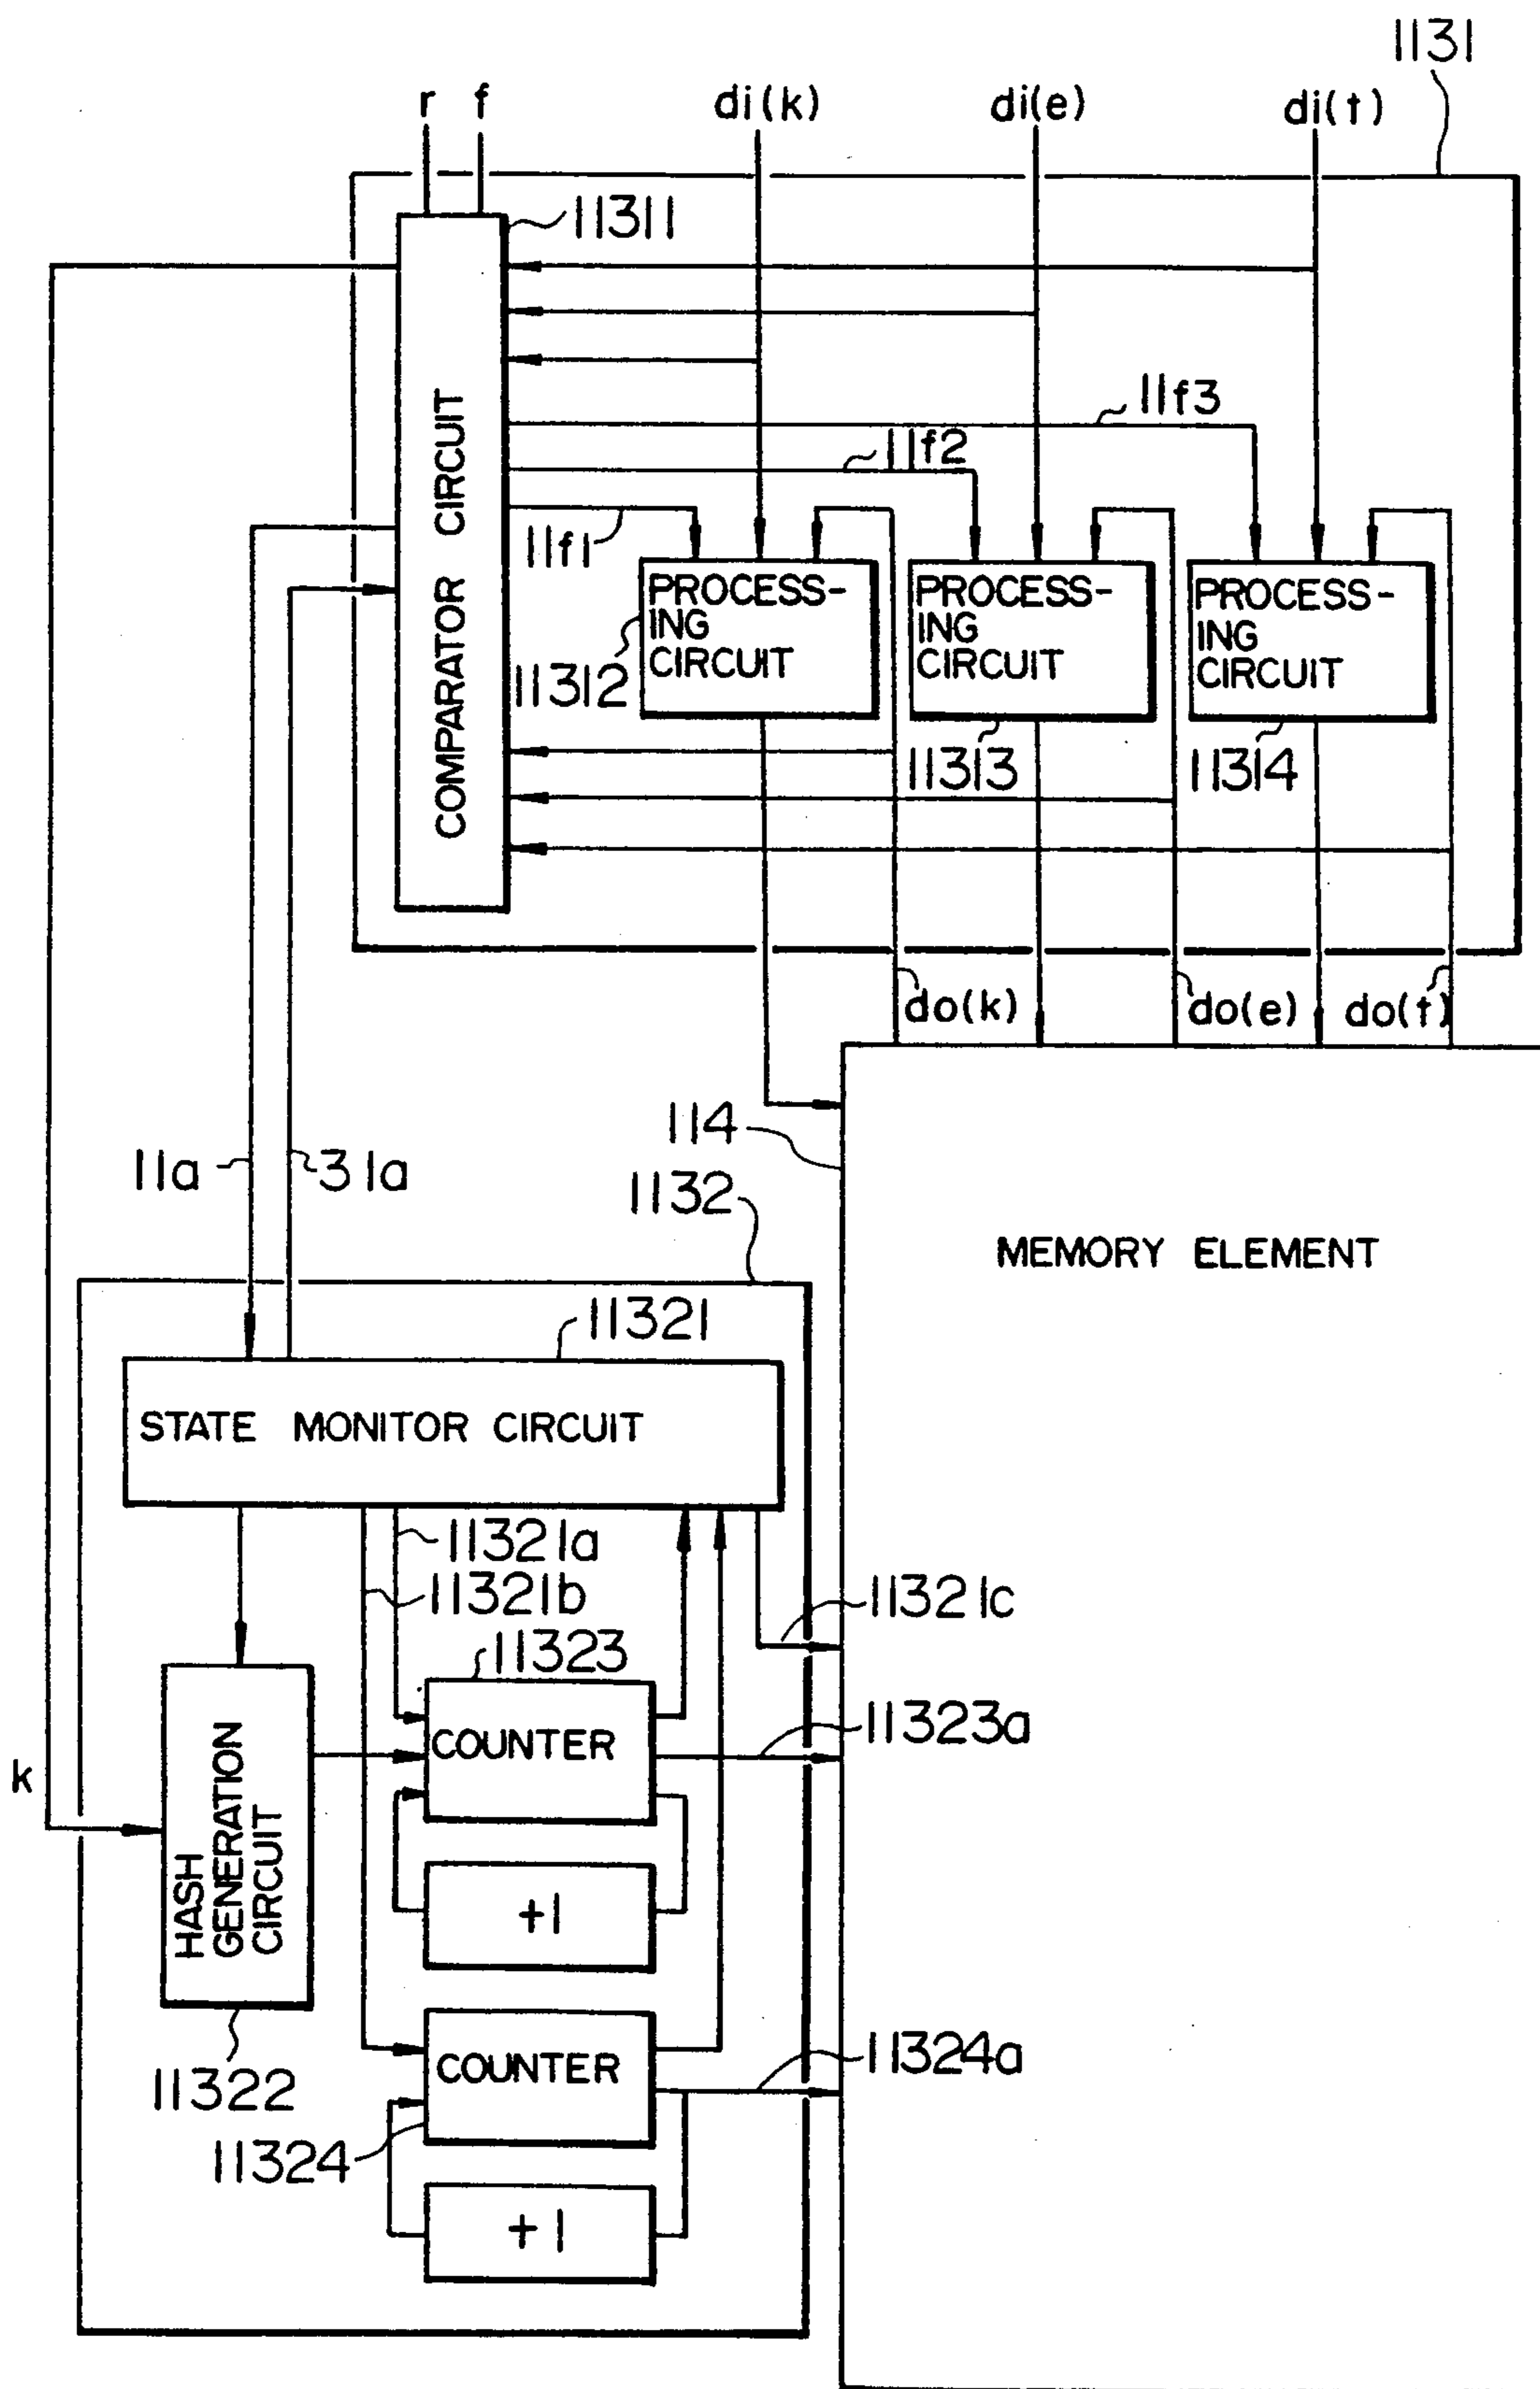 1131
r f di(k) di(e) di(t)
11311
COMPARATOR CIRCUIT
11f3
11f2
11f1
PROCESS-
ING
CIRCUIT
PROCESS-
ING
CIRCUIT
PROCESS-
ING
CIRCUIT
11312
11313
11314
do(k)
do(e)
do(t)
114
11a
31a
1132
MEMORY ELEMENT
11321
STATE MONITOR CIRCUIT
11321a
11321b
11321c
11323
COUNTER
11323a
k
HASH
GENERATION
CIRCUIT
+1
11322
COUNTER
11324a
11324
+1